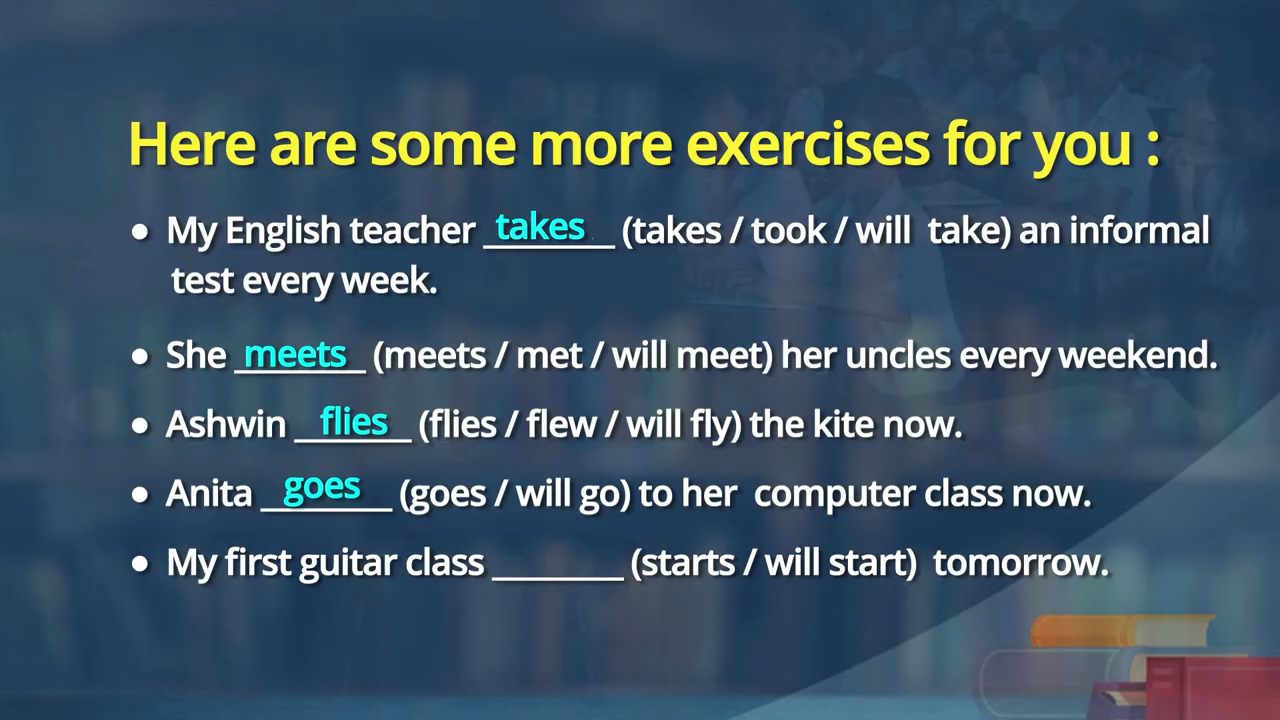 Here are some more exercises for you :
● My English teacher takes (takes / took / will take) an informal
test every week.
● She meets (meets / met / will meet) her uncles every weekend.
● Ashwin flies (flies / flew / will fly) the kite now.
● Anita goes (goes / will go) to her computer class now.
● My first guitar class ________ (starts / will start) tomorrow.